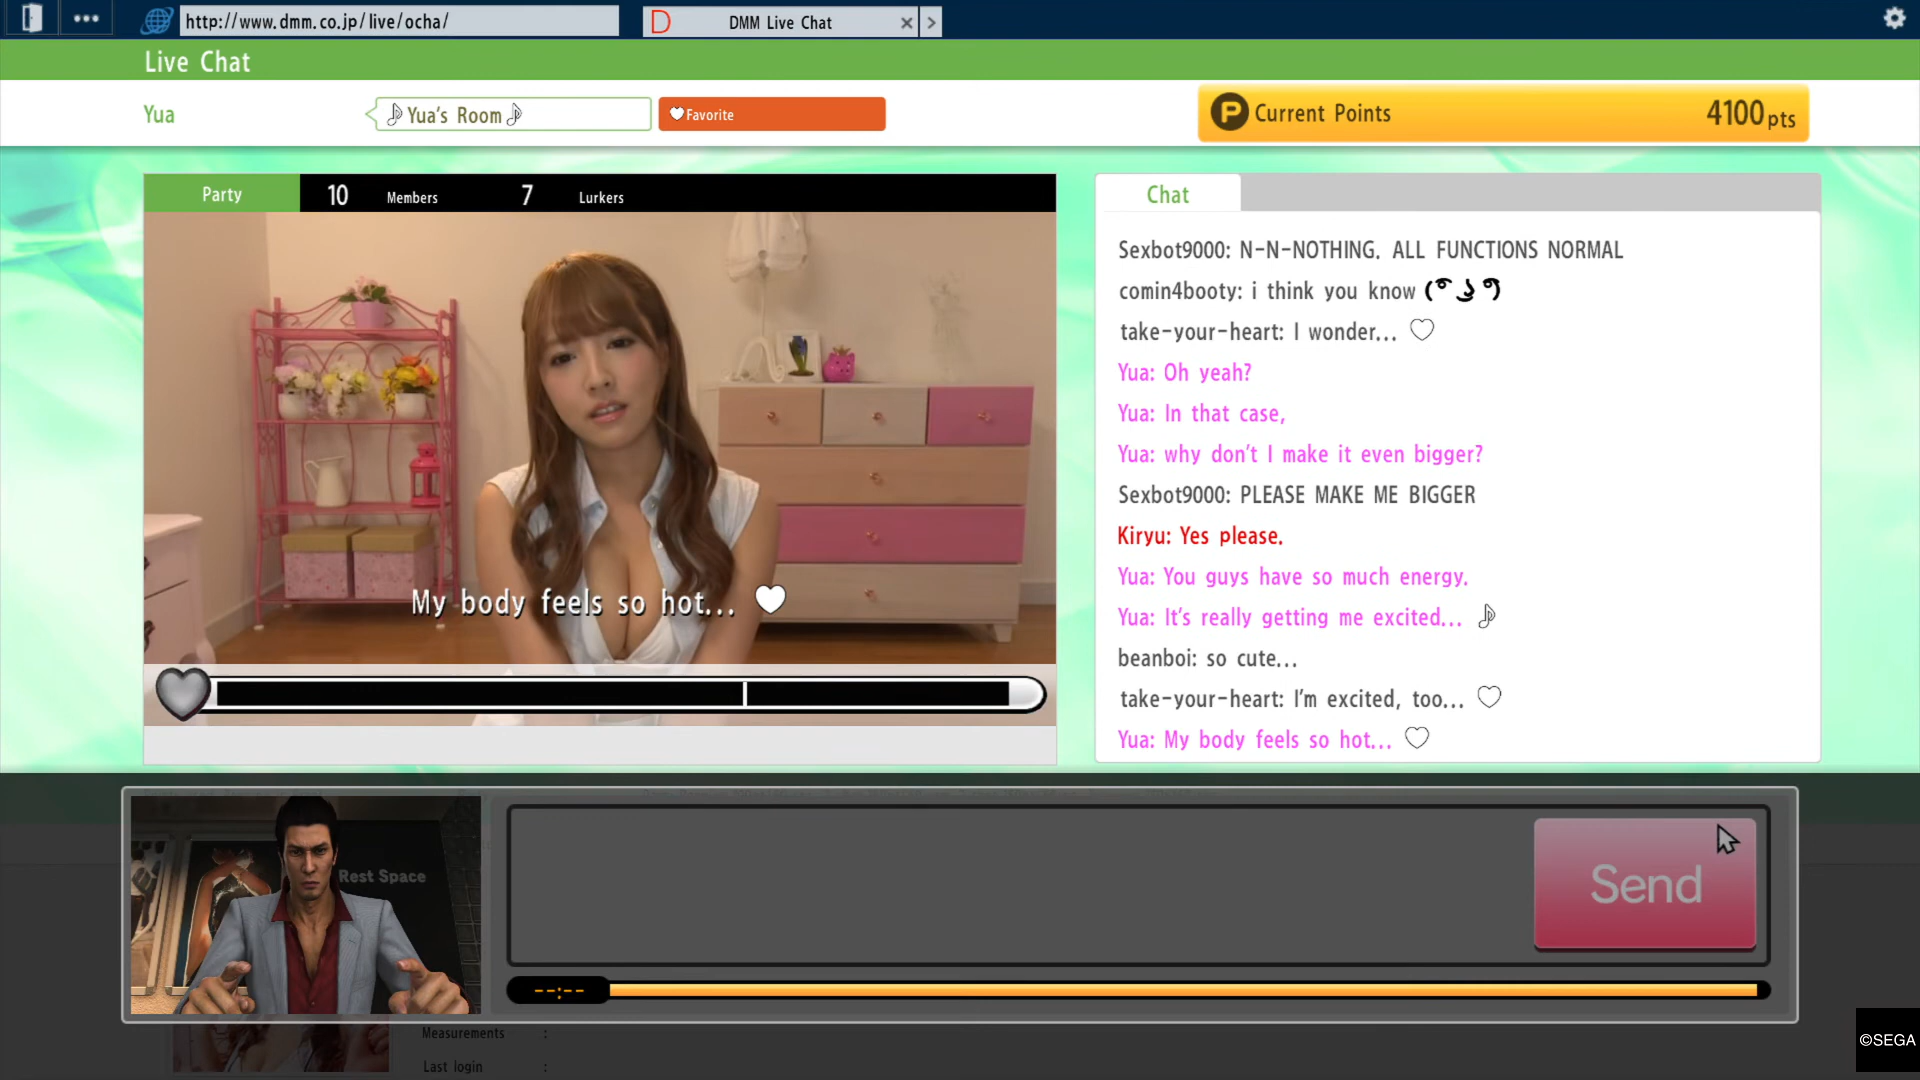 http://www.dmm.co.jp/live/ocha/
DMM Live Chat
Live Chat
Yua
Yua's Room
Favorite
P Current Points 4100 pts
Party 10 Members 7 Lurkers
My body feels so hot...
Chat
Sexbot9000: N-N-NOTHING. ALL FUNCTIONS NORMAL
comin4booty: i think you know ( ͡° ͜ʖ ͡°)
take-your-heart: I wonder... ♡
Yua: Oh yeah?
Yua: In that case,
Yua: why don't I make it even bigger?
Sexbot9000: PLEASE MAKE ME BIGGER
Kiryu: Yes please.
Yua: You guys have so much energy.
Yua: It's really getting me excited... ♪
beanboi: so cute...
take-your-heart: I'm excited, too... ♡
Yua: My body feels so hot... ♡
Rest Space
Send
--:--
Measurements :
Last login :
©SEGA